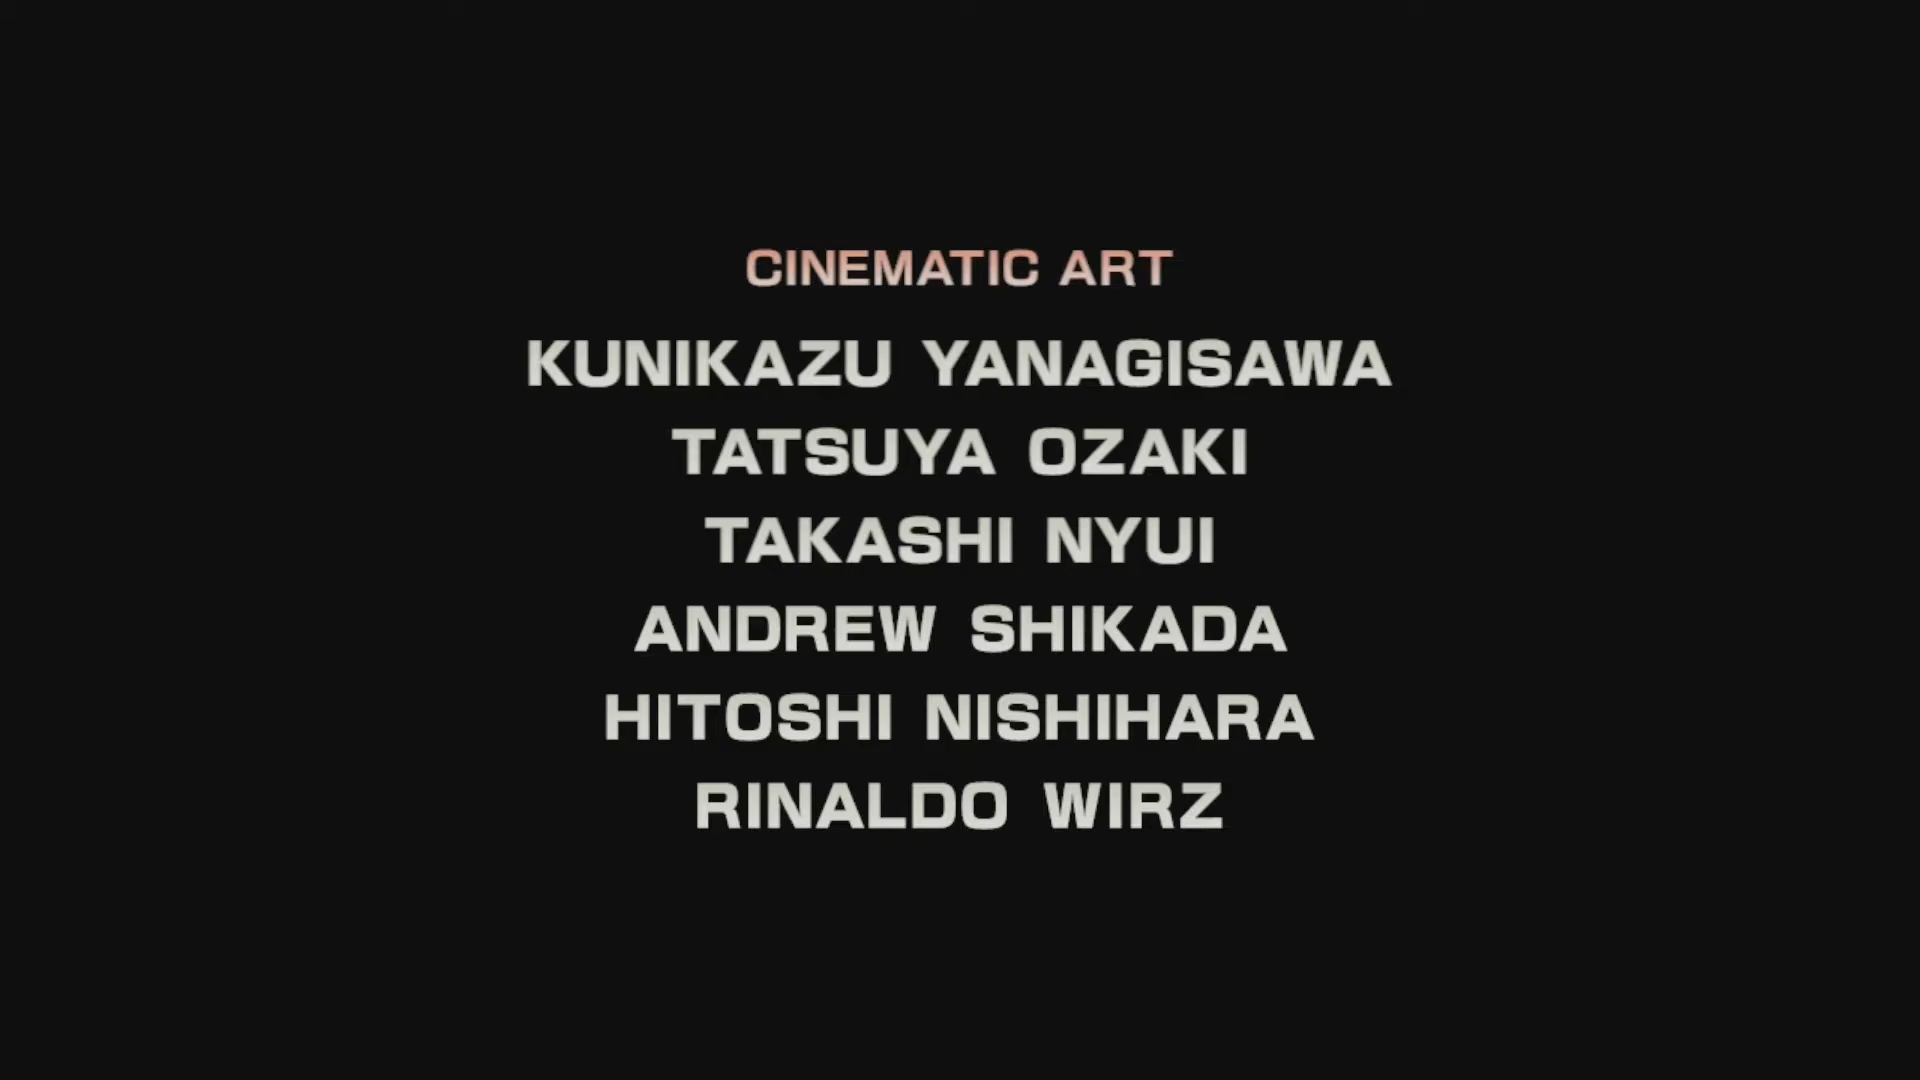 CINEMATIC ART
KUNIKAZU YANAGISAWA
TATSUYA OZAKI
TAKASHI NYUI
ANDREW SHIKADA
HITOSHI NISHIHARA
RINALDO WIRZ